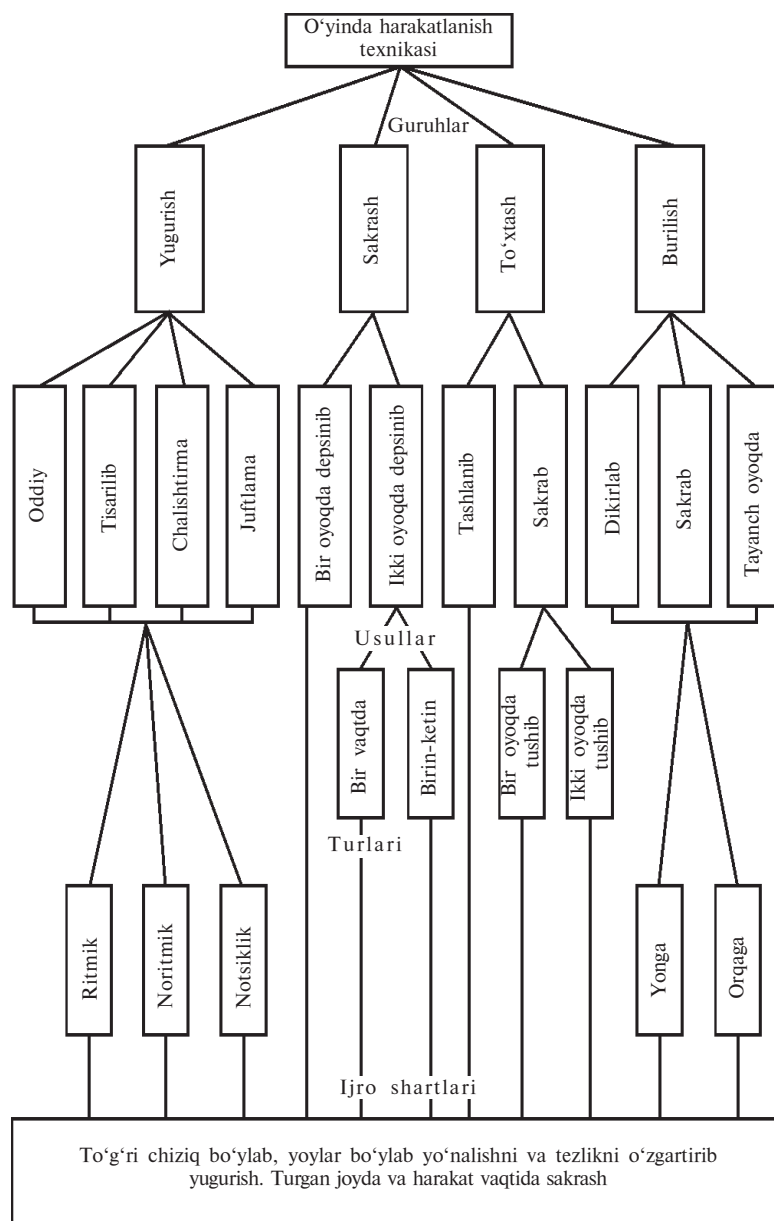 O‘yinda harakatlanish
texnikasi
Guruhlar
Yugurish
Sakrash
To‘xtash
Burilish
Oddiy
Tisarilib
Chalishtirma
Juftlama
Bir oyoqda depsinib
Ikki oyoqda depsinib
Tashlanib
Sakrab
Dikirlab
Sakrab
Tayanch oyoqda
Usullar
Bir vaqtda
Birin-ketin
Bir oyoqda
tushib
Ikki oyoqda
tushib
Turlari
Ritmik
Noritmik
Notsiklik
Yonga
Orqaga
Ijro shartlari
To‘g‘ri chiziq bo‘ylab, yoylar bo‘ylab yo‘nalishni va tezlikni o‘zgartirib
yugurish. Turgan joyda va harakat vaqtida sakrash